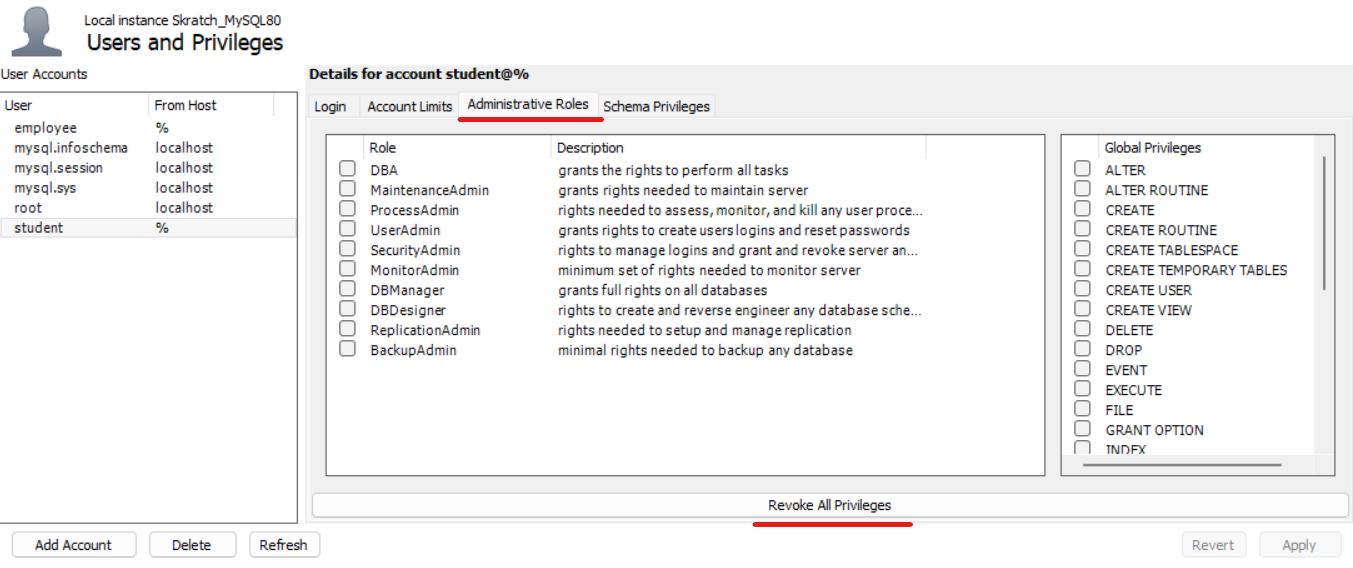 Local instance Skratch_MySQL80
Users and Privileges
User Accounts
User From Host
employee %
mysql.infoschema localhost
mysql.session localhost
mysql.sys localhost
root localhost
student %
Add Account Delete Refresh
Details for account student@%
Login Account Limits Administrative Roles Schema Privileges
Role Description
DBA grants the rights to perform all tasks
MaintenanceAdmin grants rights needed to maintain server
ProcessAdmin rights needed to assess, monitor, and kill any user proce...
UserAdmin grants rights to create users logins and reset passwords
SecurityAdmin rights to manage logins and grant and revoke server an...
MonitorAdmin minimum set of rights needed to monitor server
DBManager grants full rights on all databases
DBDesigner rights to create and reverse engineer any database sche...
ReplicationAdmin rights needed to setup and manage replication
BackupAdmin minimal rights needed to backup any database
Global Privileges
ALTER
ALTER ROUTINE
CREATE
CREATE ROUTINE
CREATE TABLESPACE
CREATE TEMPORARY TABLES
CREATE USER
CREATE VIEW
DELETE
DROP
EVENT
EXECUTE
FILE
GRANT OPTION
INDEX
Revoke All Privileges
Revert Apply